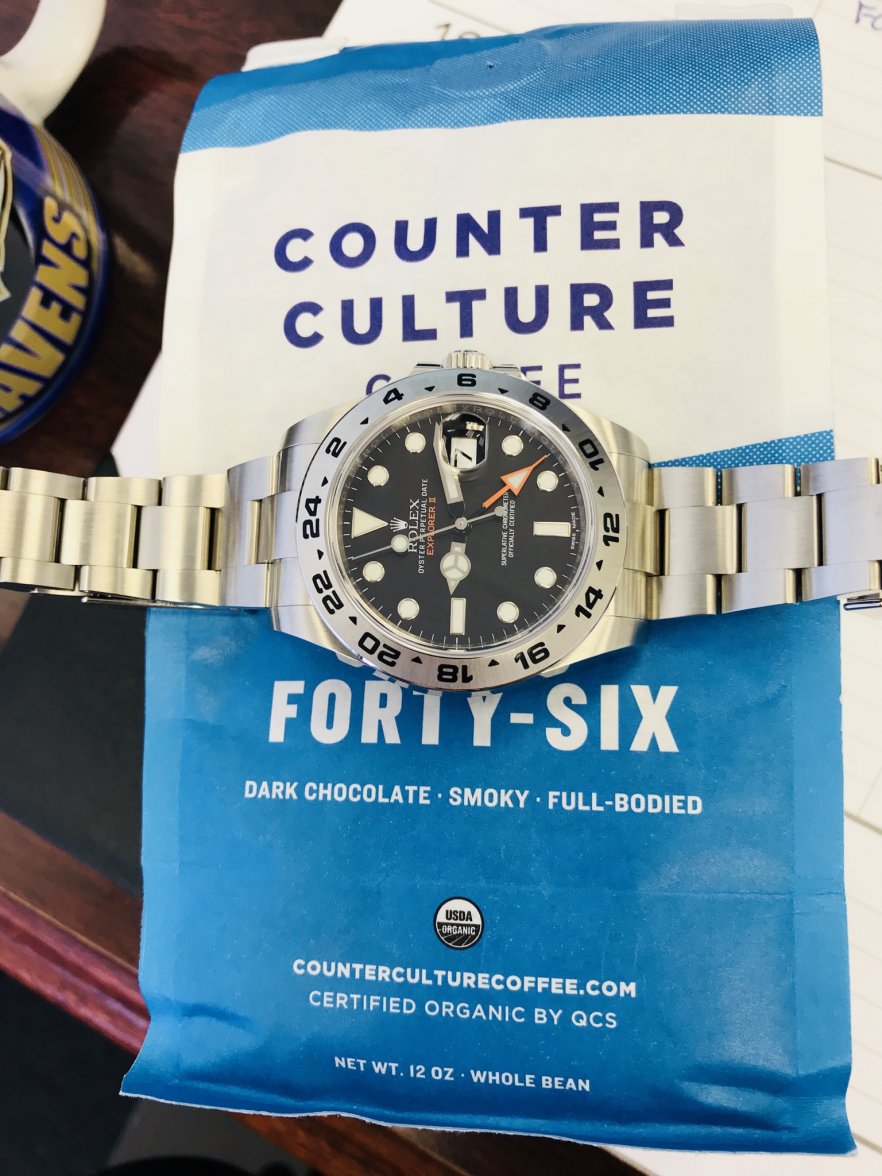 COUNTER
CULTURE
FORTY-SIX
DARK CHOCOLATE · SMOKY · FULL-BODIED
USDA
ORGANIC
COUNTERCULTURECOFFEE.COM
CERTIFIED ORGANIC BY QCS
NET WT. 12 OZ · WHOLE BEAN
ROLEX
OYSTER PERPETUAL DATE
EXPLORER II
SUPERLATIVE CHRONOMETER
OFFICIALLY CERTIFIED
SWISS MADE
2
4
6
8
10
12
14
16
18
20
22
24
7